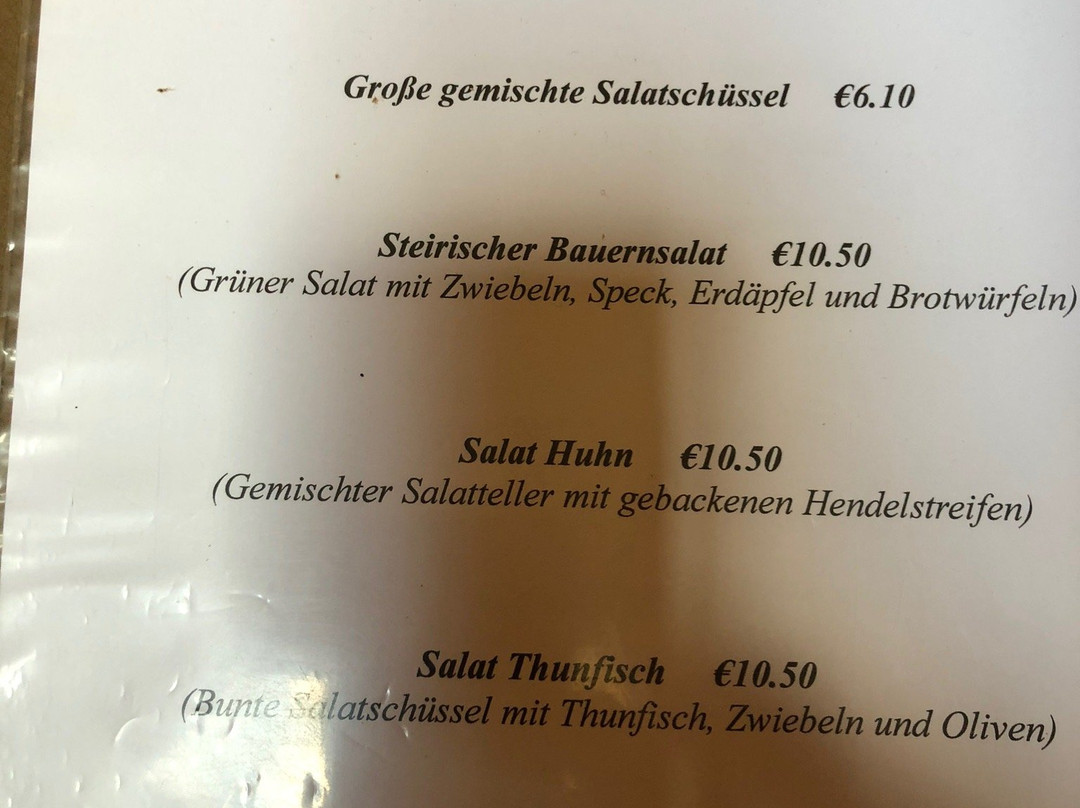 Große gemischte Salatschüssel €6.10
Steirischer Bauernsalat €10.50
(Grüner Salat mit Zwiebeln, Speck, Erdäpfel und Brotwürfeln)
Salat Huhn €10.50
(Gemischter Salatteller mit gebackenen Hendelstreifen)
Salat Thunfisch €10.50
(Bunte Salatschüssel mit Thunfisch, Zwiebeln und Oliven)